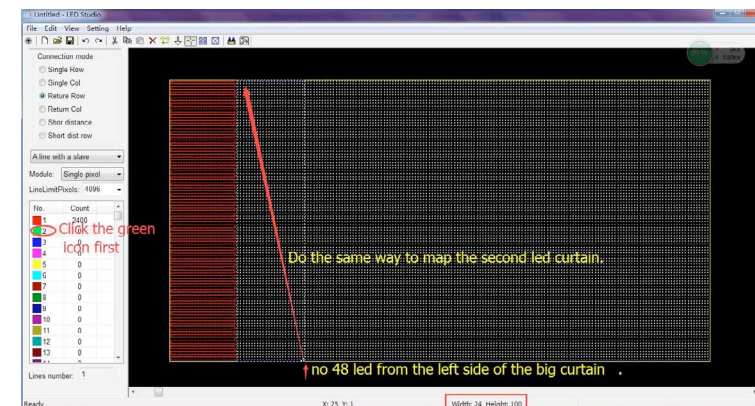 Untitled - LED Studio
File Edit View Setting Help
Connection mode
Single Row
Single Col
Reture Row
Return Col
Shor distance
Short dist row
A line with a slave
Module: Single pixel
LineLimitPixels: 4096
No. Count
1 2400
2 0
3 0
4 0
5 0
6 0
7 0
8 0
9 0
10 0
11 0
12 0
13 0
Lines number: 1
Click the green
icon first
Do the same way to map the second led curtain.
no 48 led from the left side of the big curtain .
Ready
X: 25, Y: 1
Width: 24, Height: 100